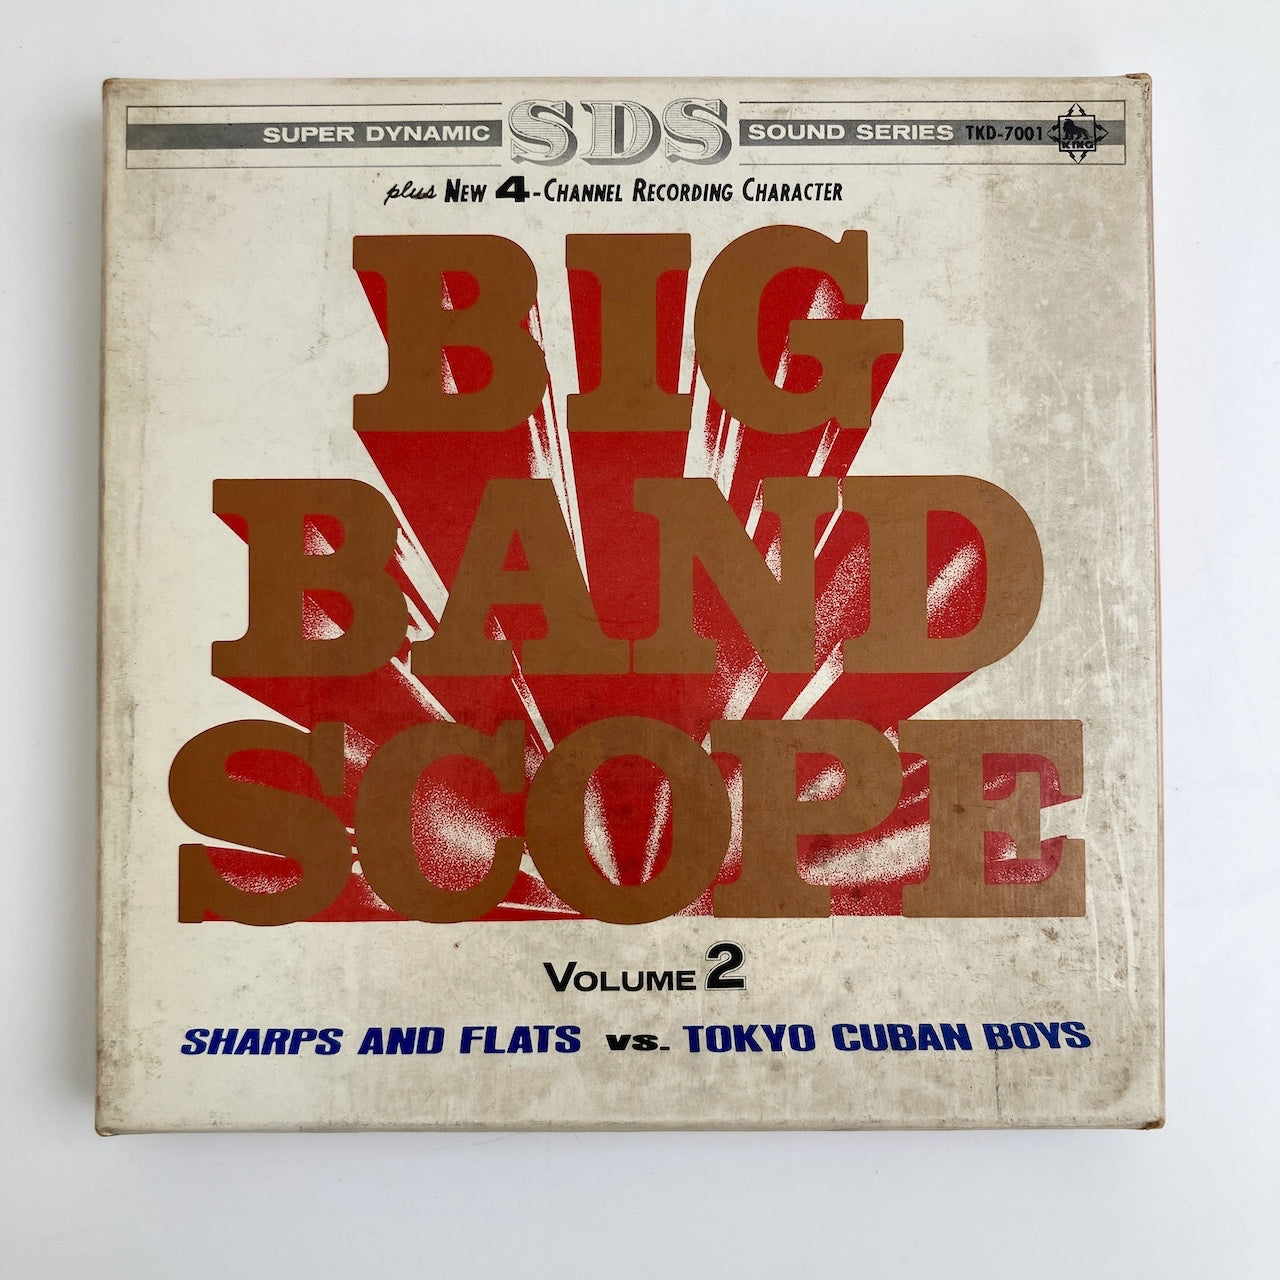 SUPER DYNAMIC SDS SOUND SERIES TKD-7001 KING
plus NEW 4-CHANNEL RECORDING CHARACTER
BIG
BAND
SCOPE
VOLUME 2
SHARPS AND FLATS vs. TOKYO CUBAN BOYS